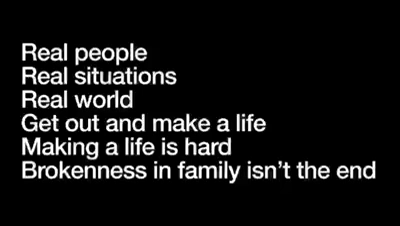 Real people
Real situations
Real world
Get out and make a life
Making a life is hard
Brokenness in family isn't the end